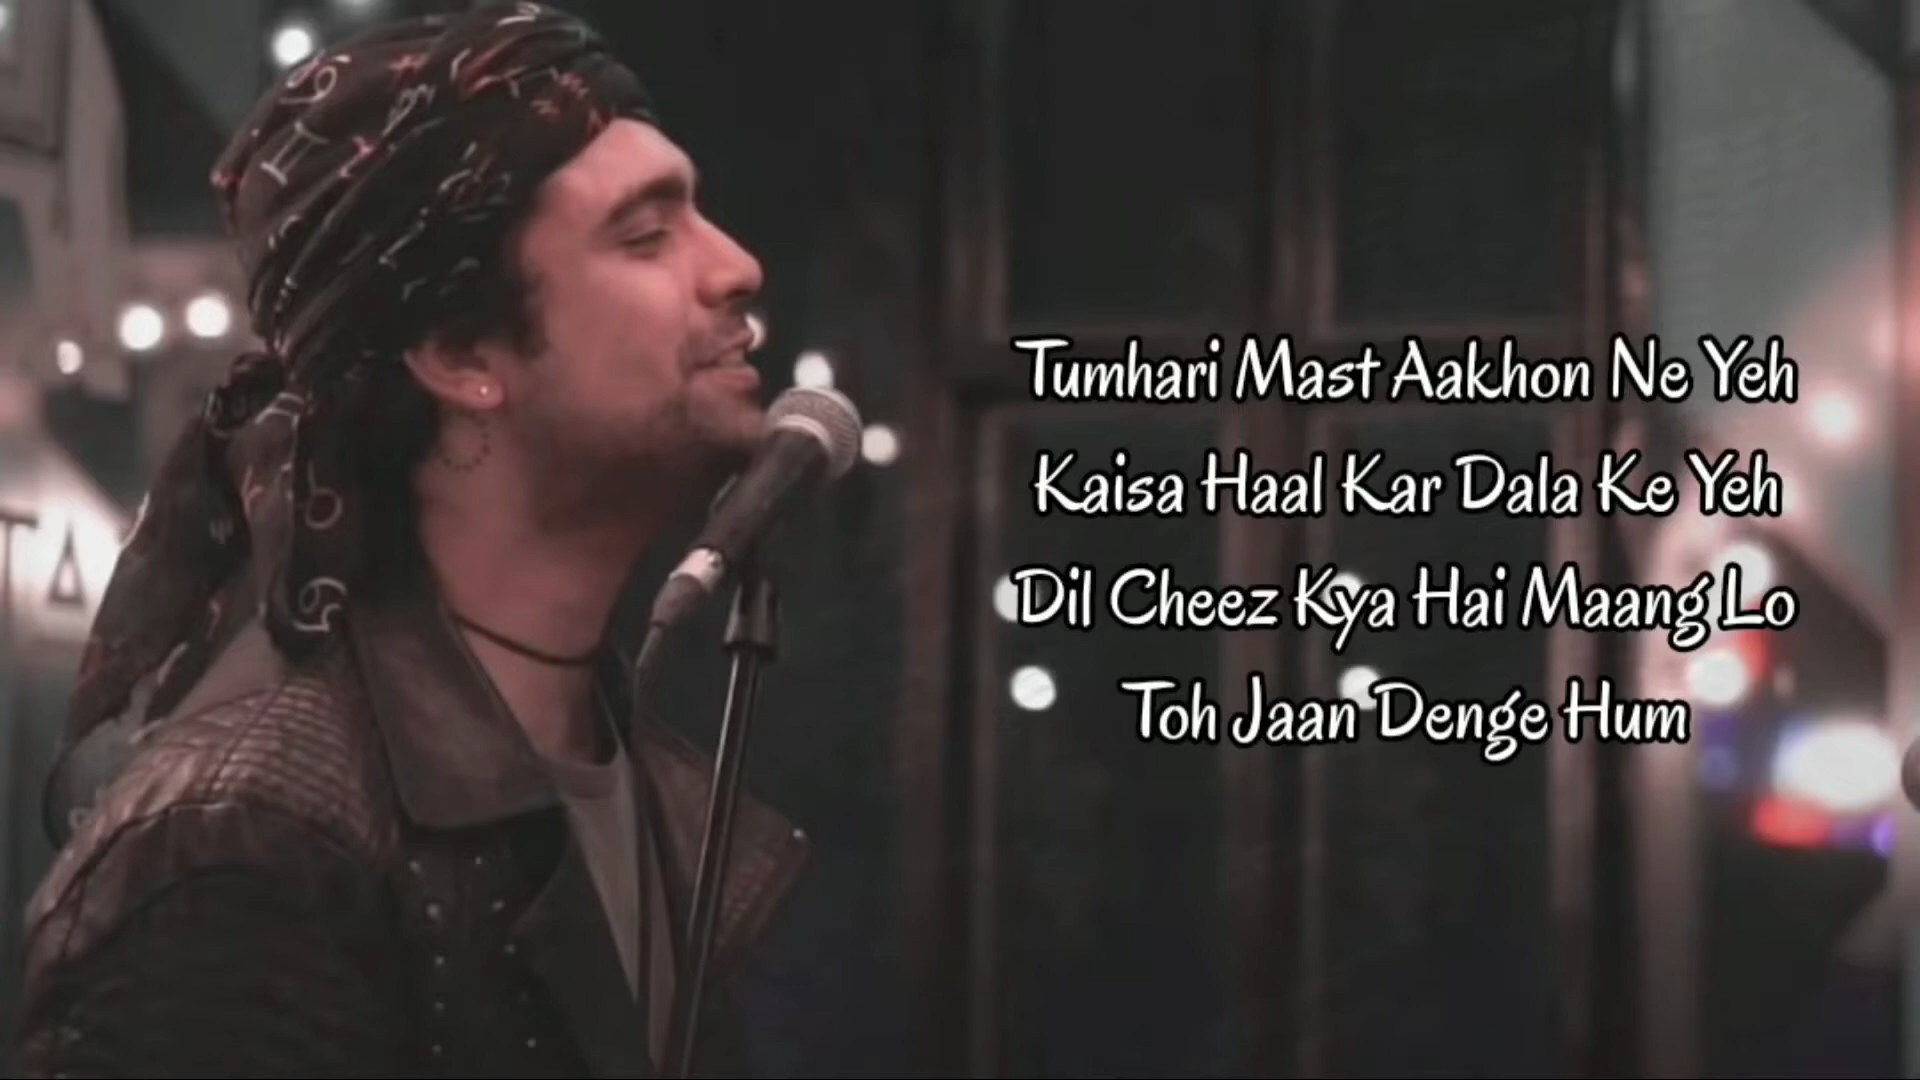 Tumhari Mast Aakhon Ne Yeh
Kaisa Haal Kar Dala Ke Yeh
Dil Cheez Kya Hai Maang Lo
Toh Jaan Denge Hum
TA